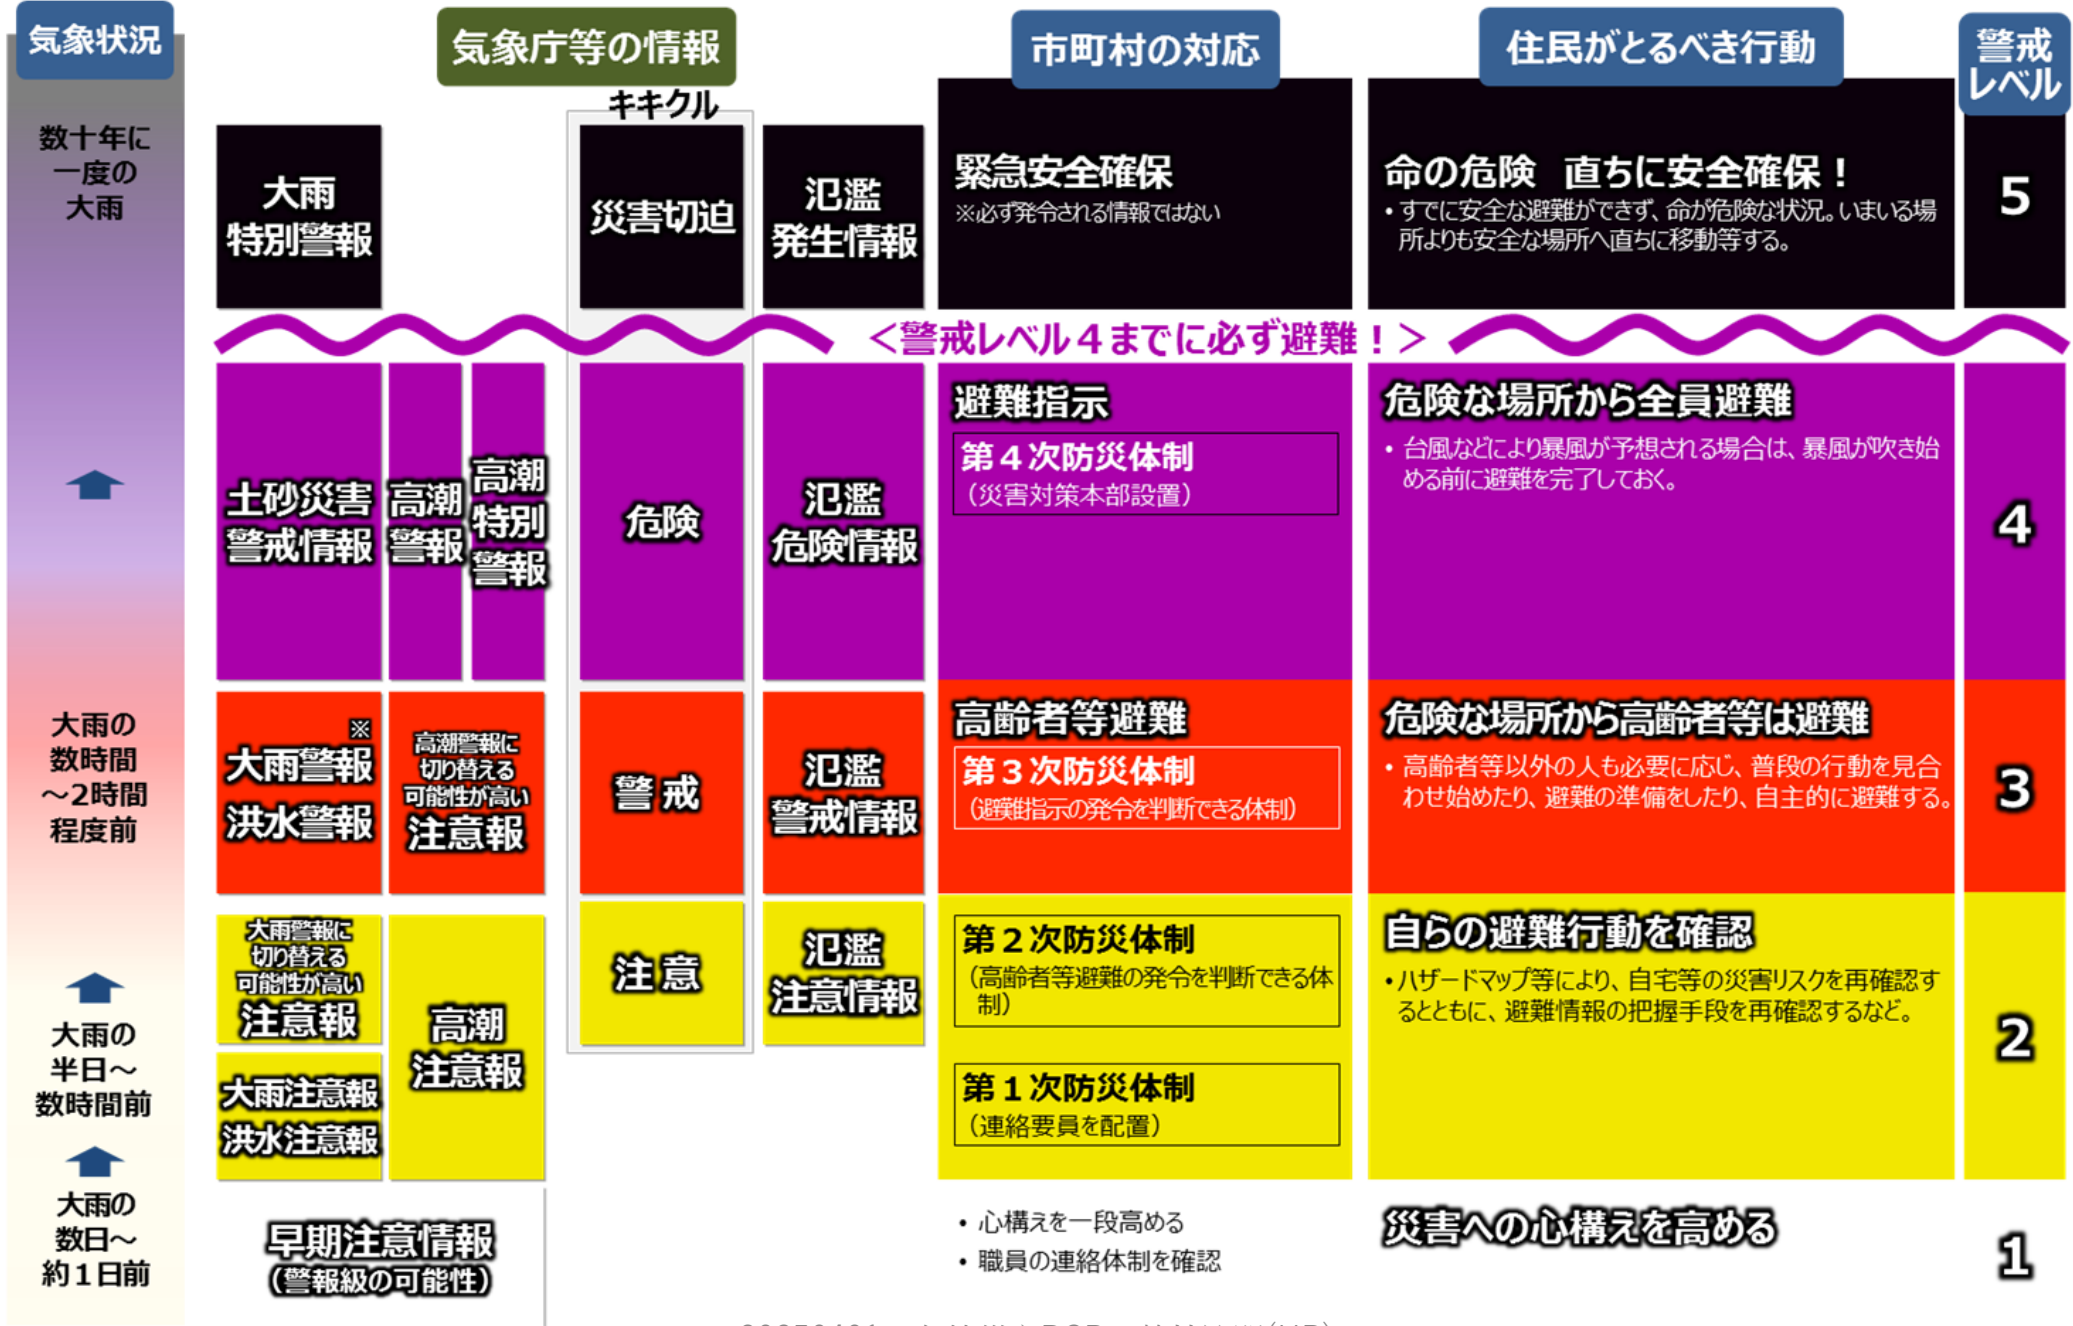 気象状況
気象庁等の情報
市町村の対応
住民がとるべき行動
警戒
レベル
キキクル
数十年に
一度の
大雨
大雨
特別警報
災害切迫
氾濫
発生情報
緊急安全確保
※必ず発令される情報ではない
命の危険 直ちに安全確保！
・すでに安全な避難ができず、命が危険な状況。いまいる場
所よりも安全な場所へ直ちに移動等する。
5
＜警戒レベル４までに必ず避難！＞
土砂災害
警戒情報
高潮
警報
高潮
特別
警報
危険
氾濫
危険情報
避難指示
第４次防災体制
（災害対策本部設置）
危険な場所から全員避難
・台風などにより暴風が予想される場合は、暴風が吹き始
める前に避難を完了しておく。
4
大雨の
数時間
～2時間
程度前
※
大雨警報
洪水警報
高潮警報に
切り替える
可能性が高い
注意報
警戒
氾濫
警戒情報
高齢者等避難
第３次防災体制
（避難指示の発令を判断できる体制）
危険な場所から高齢者等は避難
・高齢者等以外の人も必要に応じ、普段の行動を見合
わせ始めたり、避難の準備をしたり、自主的に避難する。
3
大雨の
半日～
数時間前
大雨警報に
切り替える
可能性が高い
注意報
大雨注意報
洪水注意報
高潮
注意報
注意
氾濫
注意情報
第２次防災体制
（高齢者等避難の発令を判断できる体
制）
第１次防災体制
（連絡要員を配置）
自らの避難行動を確認
・ハザードマップ等により、自宅等の災害リスクを再確認す
るとともに、避難情報の把握手段を再確認するなど。
2
大雨の
数日～
約１日前
早期注意情報
（警報級の可能性）
・心構えを一段高める
・職員の連絡体制を確認
災害への心構えを高める
1